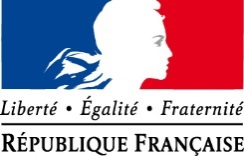 Liberté • Égalité • Fraternité
RÉPUBLIQUE FRANÇAISE